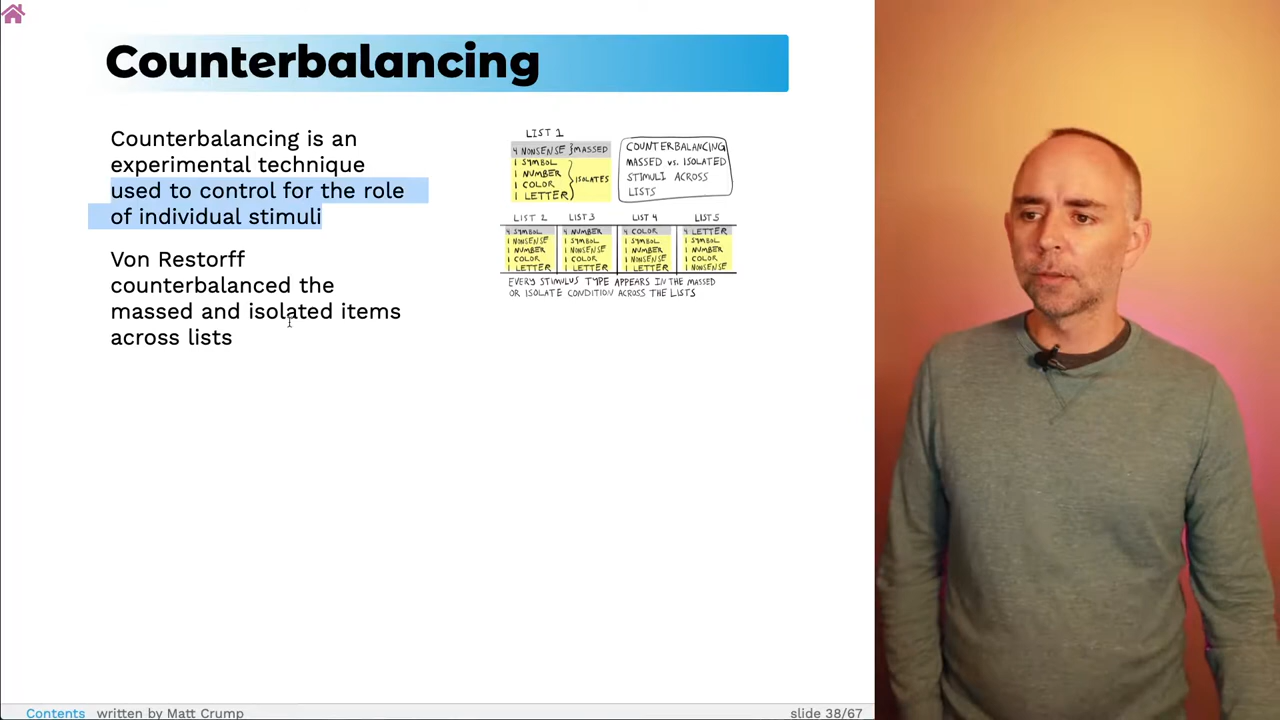 Counterbalancing
Counterbalancing is an
experimental technique
used to control for the role
of individual stimuli
Von Restorff
counterbalanced the
massed and isolated items
across lists
LIST 1
4 NONSENSE } MASSED
1 SYMBOL
1 NUMBER
1 COLOR
1 LETTER
ISOLATES
COUNTERBALANCING
MASSED vs. ISOLATED
STIMULI ACROSS
LISTS
LIST 2 LIST 3 LIST 4 LIST 5
4 SYMBOL 4 NUMBER 4 COLOR 4 LETTER
1 NONSENSE 1 SYMBOL 1 SYMBOL 1 SYMBOL
1 NUMBER 1 NONSENSE 1 NUMBER 1 NUMBER
1 COLOR 1 COLOR 1 NONSENSE 1 COLOR
1 LETTER 1 LETTER 1 LETTER 1 NONSENSE
EVERY STIMULUS TYPE APPEARS IN THE MASSED
OR ISOLATE CONDITION ACROSS THE LISTS
Contents written by Matt Crump slide 38/67